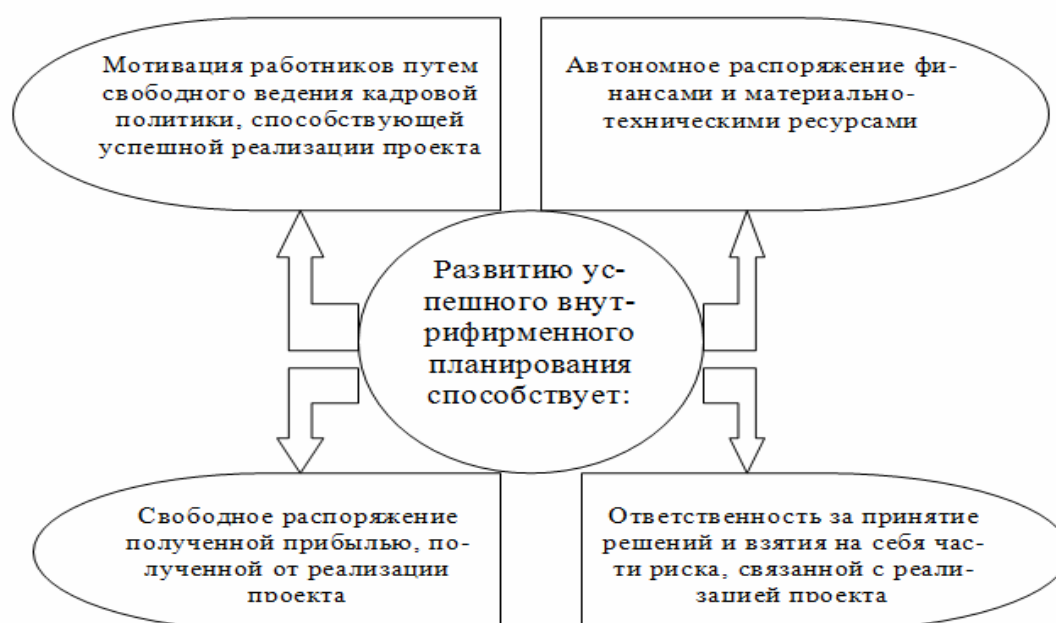 Мотивация работников путем
свободного ведения кадровой
политики, способствующей
успешной реализации проекта
Автономное распоряжение фи-
нансами и материально-
техническими ресурсами
Развитию ус-
пешного внут-
рифирменного
планирования
способствует:
Свободное распоряжение
полученной прибылью, по-
лученной от реализации
проекта
Ответственность за принятие
решений и взятия на себя час-
ти риска, связанной с реали-
зацией проекта